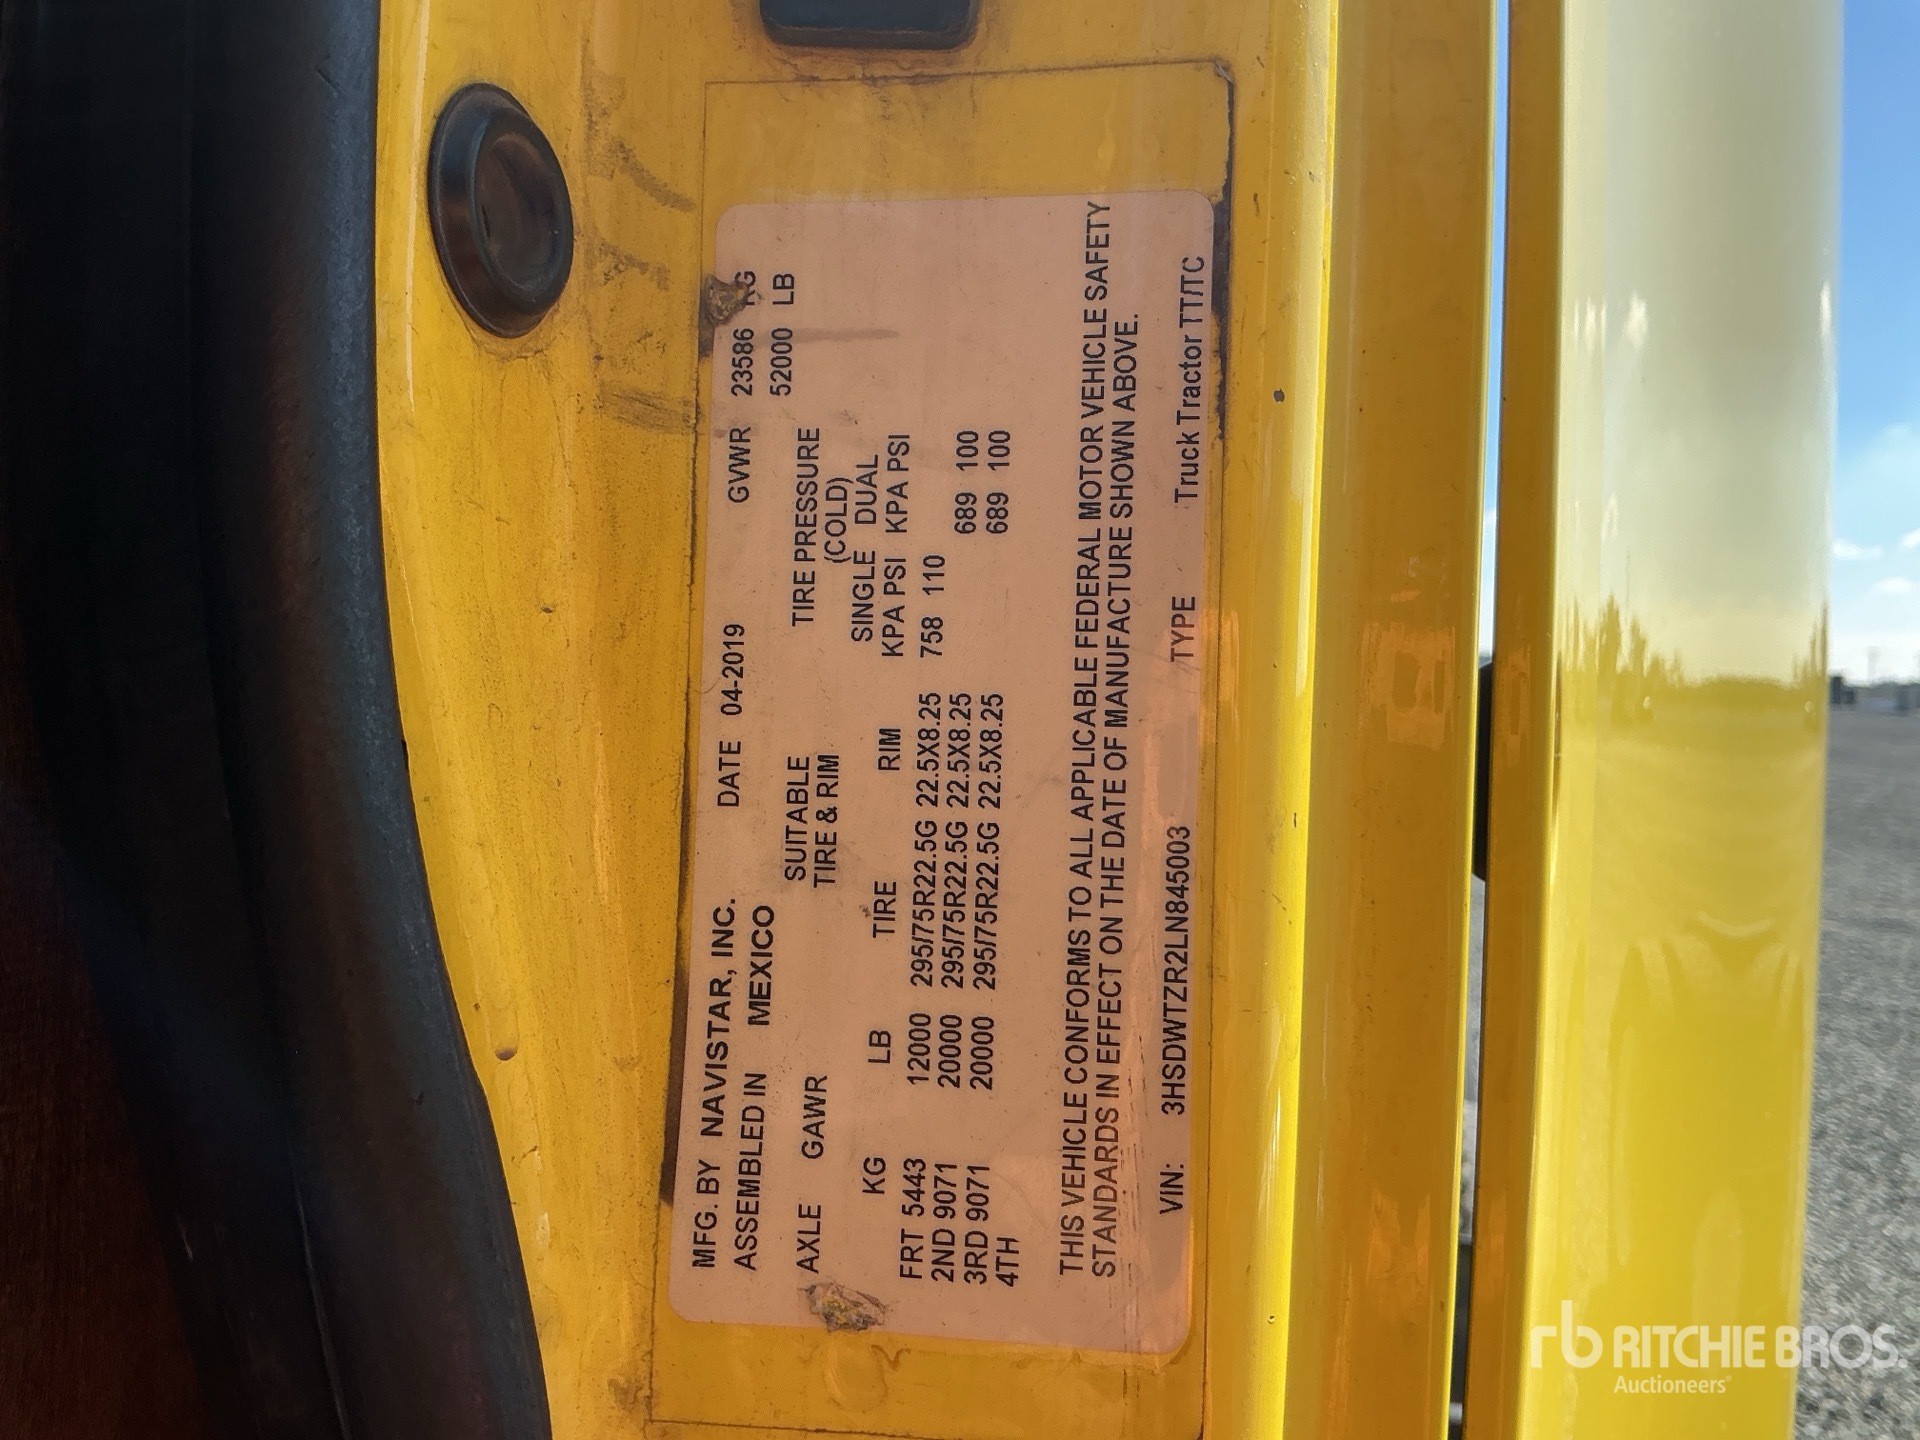 MFG. BY NAVISTAR, INC. DATE 04-2019 GVWR 23586 KG
ASSEMBLED IN MEXICO 52000 LB
AXLE GAWR SUITABLE TIRE PRESSURE
TIRE & RIM (COLD)
SINGLE DUAL
KG LB TIRE RIM KPA PSI KPA PSI
FRT 5443 12000 295/75R22.5G 22.5X8.25 758 110
2ND 9071 20000 295/75R22.5G 22.5X8.25 689 100
3RD 9071 20000 295/75R22.5G 22.5X8.25 689 100
4TH
THIS VEHICLE CONFORMS TO ALL APPLICABLE FEDERAL MOTOR VEHICLE SAFETY
STANDARDS IN EFFECT ON THE DATE OF MANUFACTURE SHOWN ABOVE.
VIN: 3HSDWTZR2LN845003 TYPE Truck Tractor TT/TC
rb RITCHIE BROS.
Auctioneers